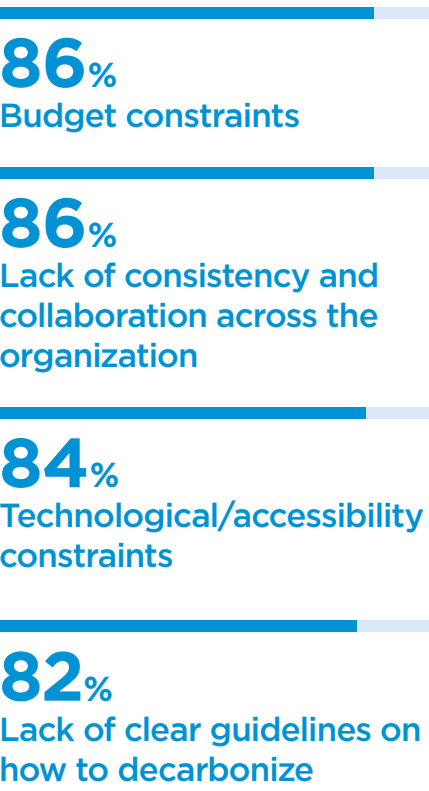 86%
Budget constraints
86%
Lack of consistency and
collaboration across the
organization
84%
Technological/accessibility
constraints
82%
Lack of clear guidelines on
how to decarbonize